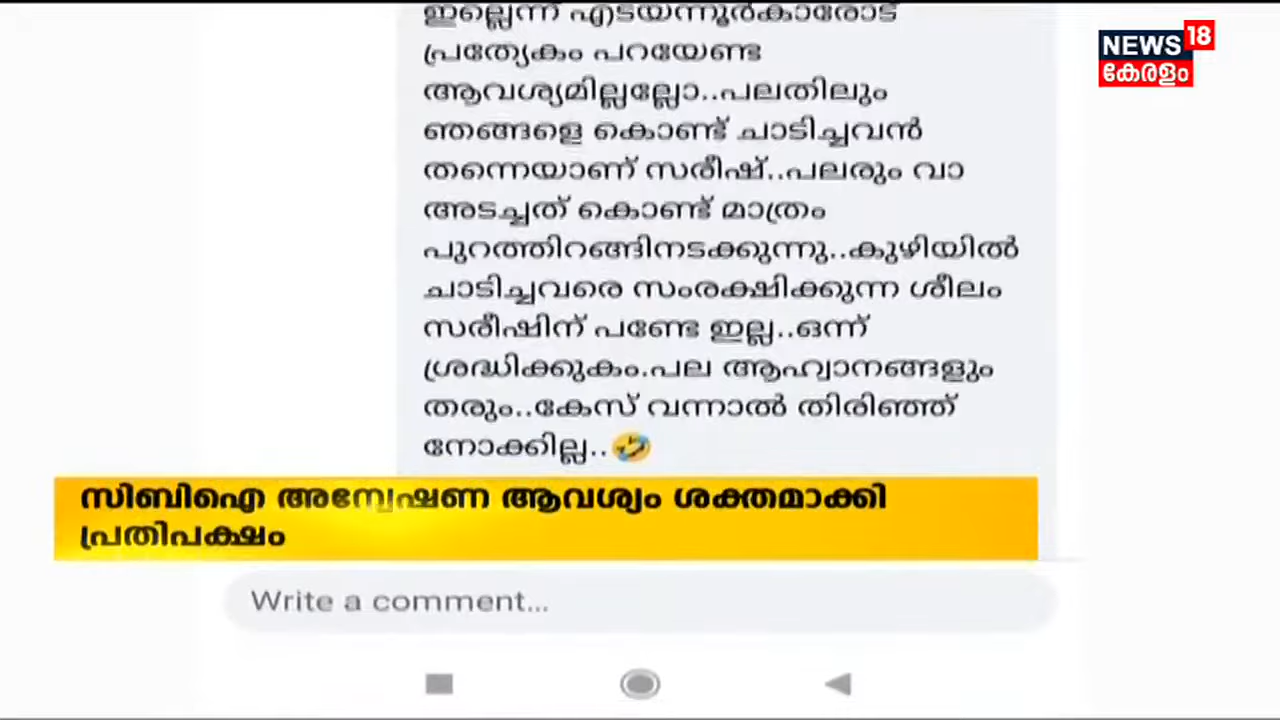 ഇല്ലെന്ന് എടയന്നൂർകാരോട്
പ്രത്യേകം പറയേണ്ട
ആവശ്യമില്ലല്ലോ..പലതിലും
ഞങ്ങളെ കൊണ്ട് ചാടിച്ചവൻ
തന്നെയാണ് സരീഷ്..പലരും വാ
അടച്ചത് കൊണ്ട് മാത്രം
പുറത്തിറങ്ങിനടക്കുന്നു..കുഴിയിൽ
ചാടിച്ചവരെ സംരക്ഷിക്കുന്ന ശീലം
സരീഷിന് പണ്ടേ ഇല്ല..ഒന്ന്
ശ്രദ്ധിക്കുകം.പല ആഹ്വാനങ്ങളും
തരും..കേസ് വന്നാൽ തിരിഞ്ഞ്
നോക്കില്ല..🤣
സിബിഐ അന്വേഷണ ആവശ്യം ശക്തമാക്കി
പ്രതിപക്ഷം
Write a comment...
NEWS 18
കേരളം